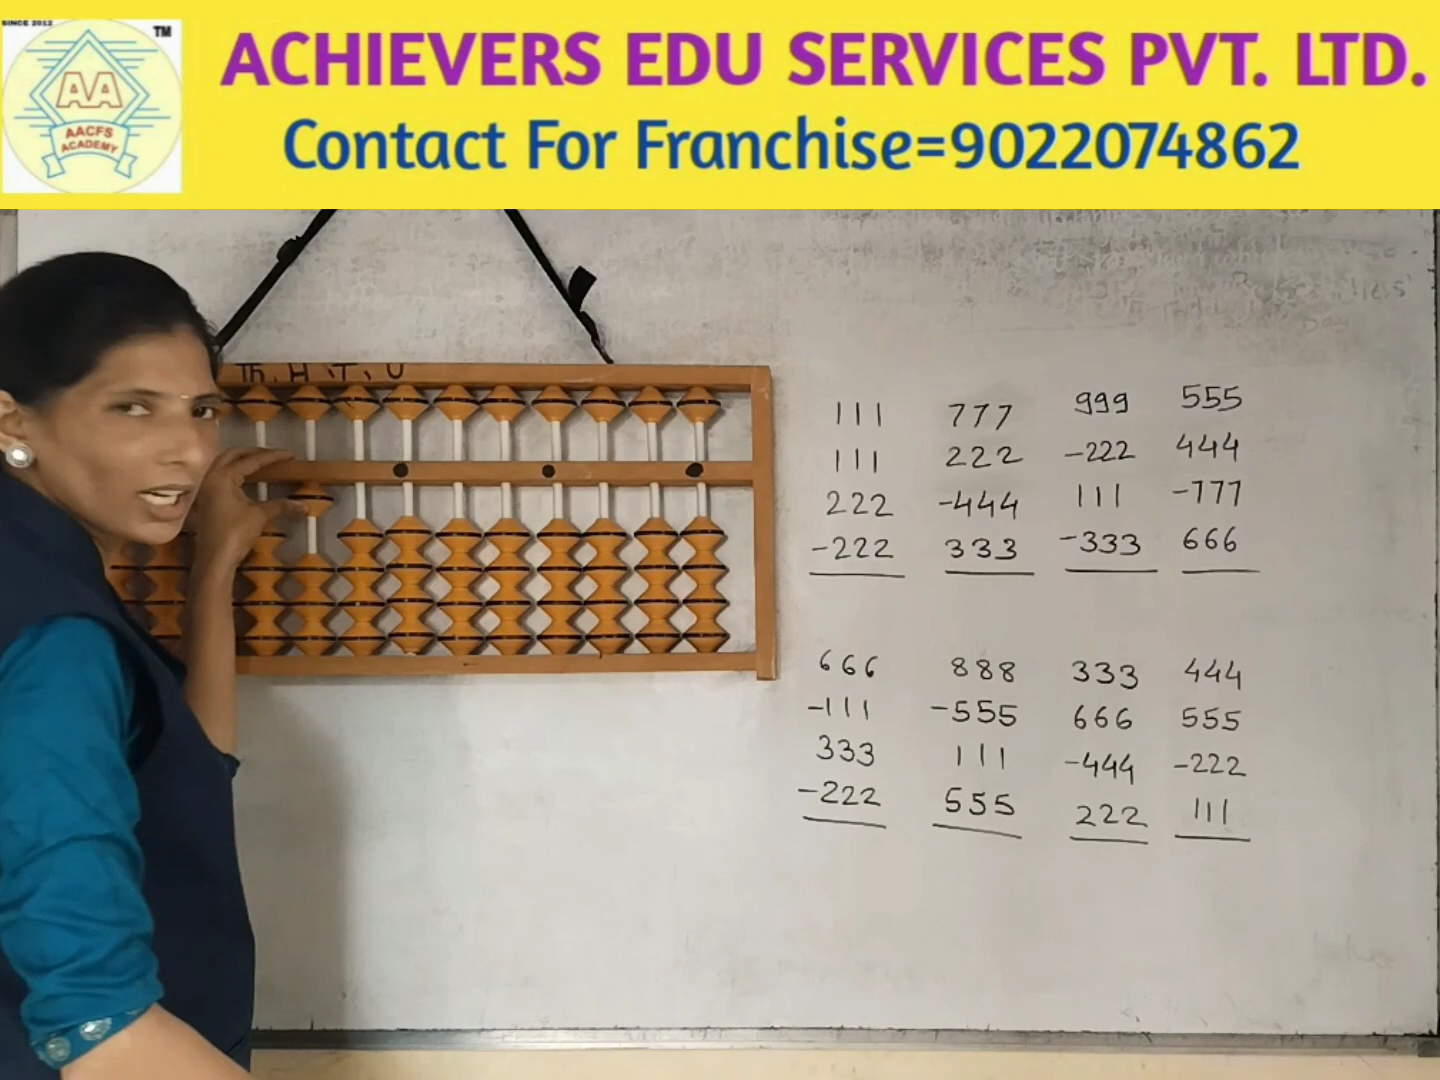 SINCE 2012
TM
AA
AACFS
ACADEMY
ACHIEVERS EDU SERVICES PVT. LTD.
Contact For Franchise=9022074862
Th, H, T, U
111 777 999 555
111 222 -222 444
222 -444 111 -777
-222 333 -333 666
666 888 333 444
-111 -555 666 555
333 111 -444 -222
-222 555 222 111